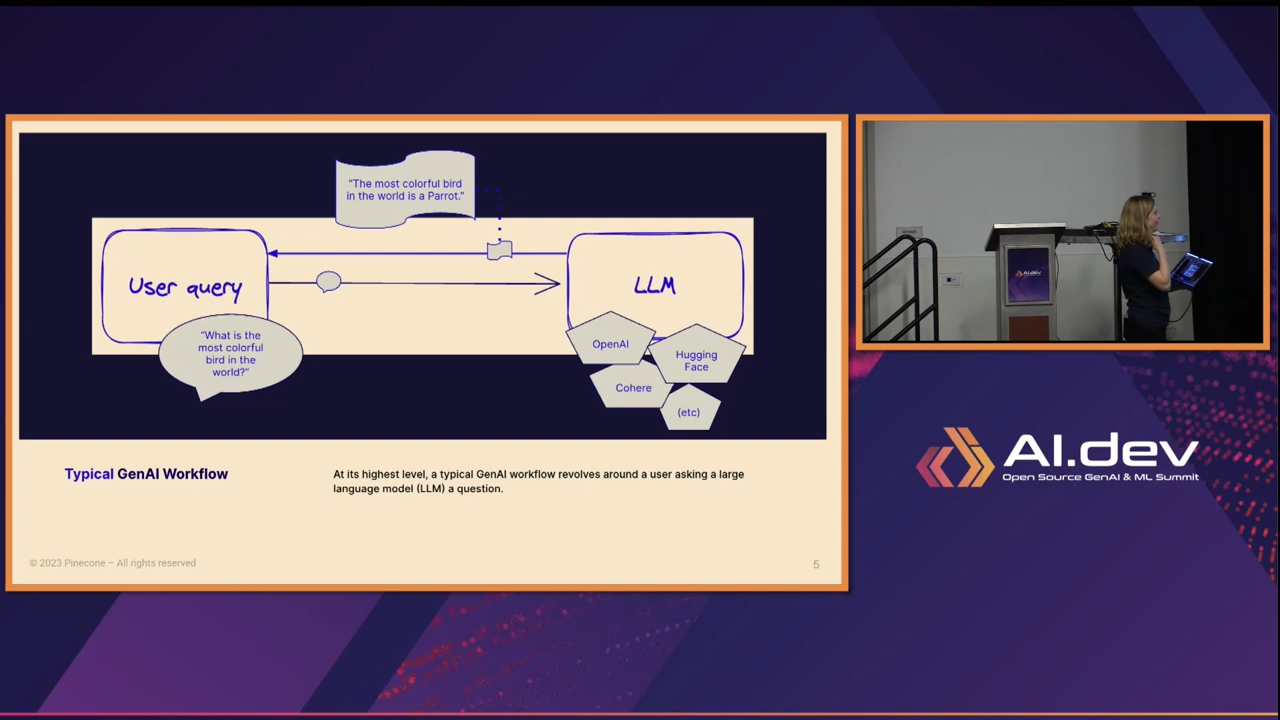 "The most colorful bird
in the world is a Parrot."
User query
LLM
"What is the
most colorful
bird in the
world?"
OpenAI
Hugging
Face
Cohere
(etc)
Typical GenAI Workflow
At its highest level, a typical GenAI workflow revolves around a user asking a large
language model (LLM) a question.
© 2023 Pinecone – All rights reserved
5
AI.dev
AI.dev
Open Source GenAI & ML Summit